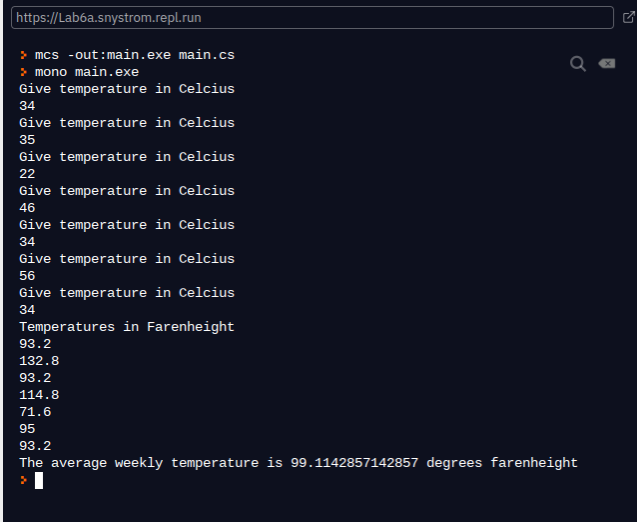 https://Lab6a.snystrom.repl.run
> mcs -out:main.exe main.cs
> mono main.exe
Give temperature in Celcius
34
Give temperature in Celcius
35
Give temperature in Celcius
22
Give temperature in Celcius
46
Give temperature in Celcius
34
Give temperature in Celcius
56
Give temperature in Celcius
34
Temperatures in Farenheight
93.2
132.8
93.2
114.8
71.6
95
93.2
The average weekly temperature is 99.1142857142857 degrees farenheight
>